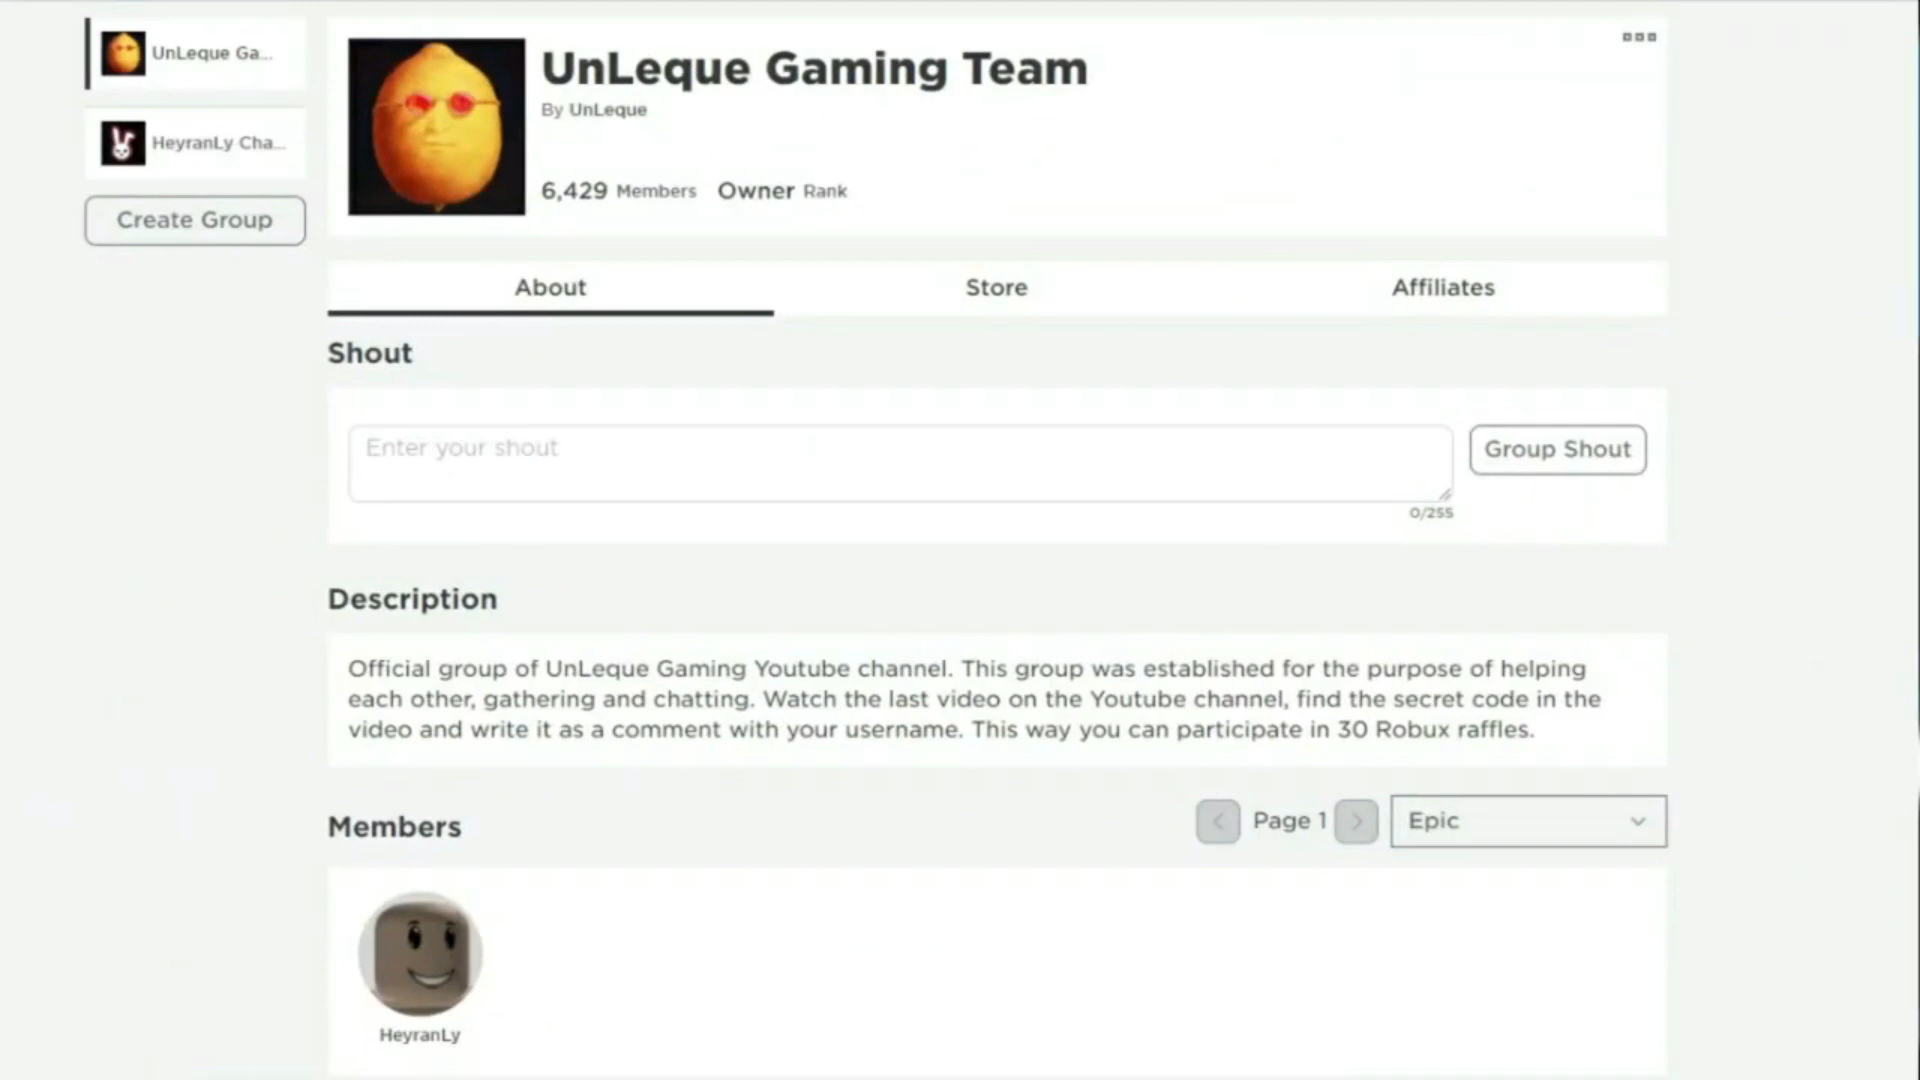 UnLeque Ga...
HeyranLy Cha...
Create Group
UnLeque Gaming Team
By UnLeque
6,429 Members Owner Rank
About Store Affiliates
Shout
Enter your shout
Group Shout
0/255
Description
Official group of UnLeque Gaming Youtube channel. This group was established for the purpose of helping
each other, gathering and chatting. Watch the last video on the Youtube channel, find the secret code in the
video and write it as a comment with your username. This way you can participate in 30 Robux raffles.
Members
Page 1
Epic
HeyranLy